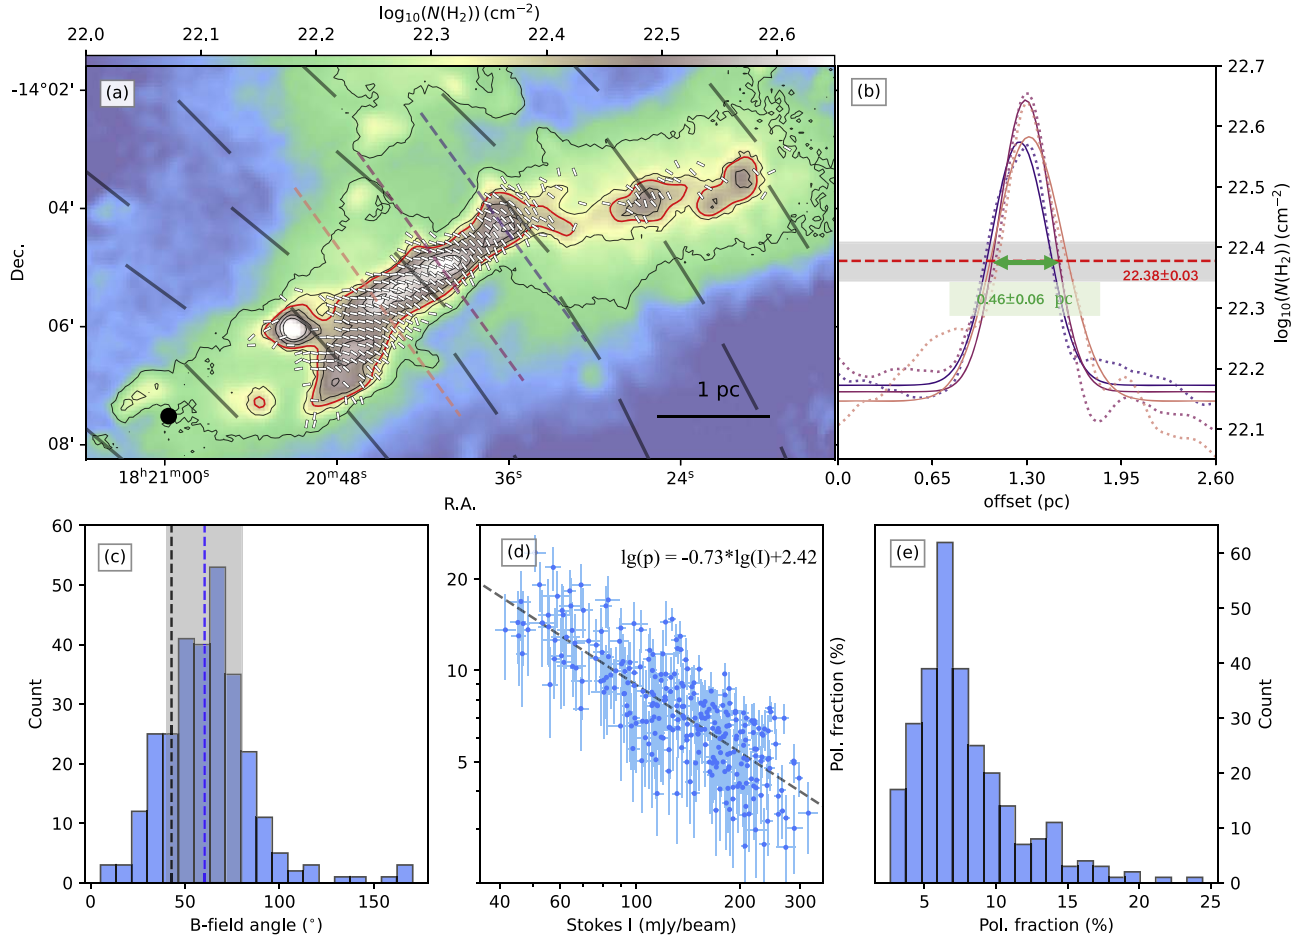 log₁₀(N(H₂)) (cm⁻²)
22.0 22.1 22.2 22.3 22.4 22.5 22.6
(a)
-14°02'
04'
06'
08'
Dec.
1 pc
18ʰ21ᵐ00ˢ 20ᵐ48ˢ 36ˢ 24ˢ
R.A.
(b)
22.7
22.6
22.5
22.4
22.3
22.2
22.1
log₁₀(N(H₂)) (cm⁻²)
22.38±0.03
0.46±0.06 pc
0.0 0.65 1.30 1.95 2.60
offset (pc)
(c)
60
50
40
30
20
10
0
Count
0 50 100 150
B-field angle (°)
(d)
lg(p) = -0.73*lg(I)+2.42
20
10
5
Pol. fraction (%)
40 60 100 200 300
Stokes I (mJy/beam)
(e)
60
50
40
30
20
10
0
Count
5 10 15 20 25
Pol. fraction (%)